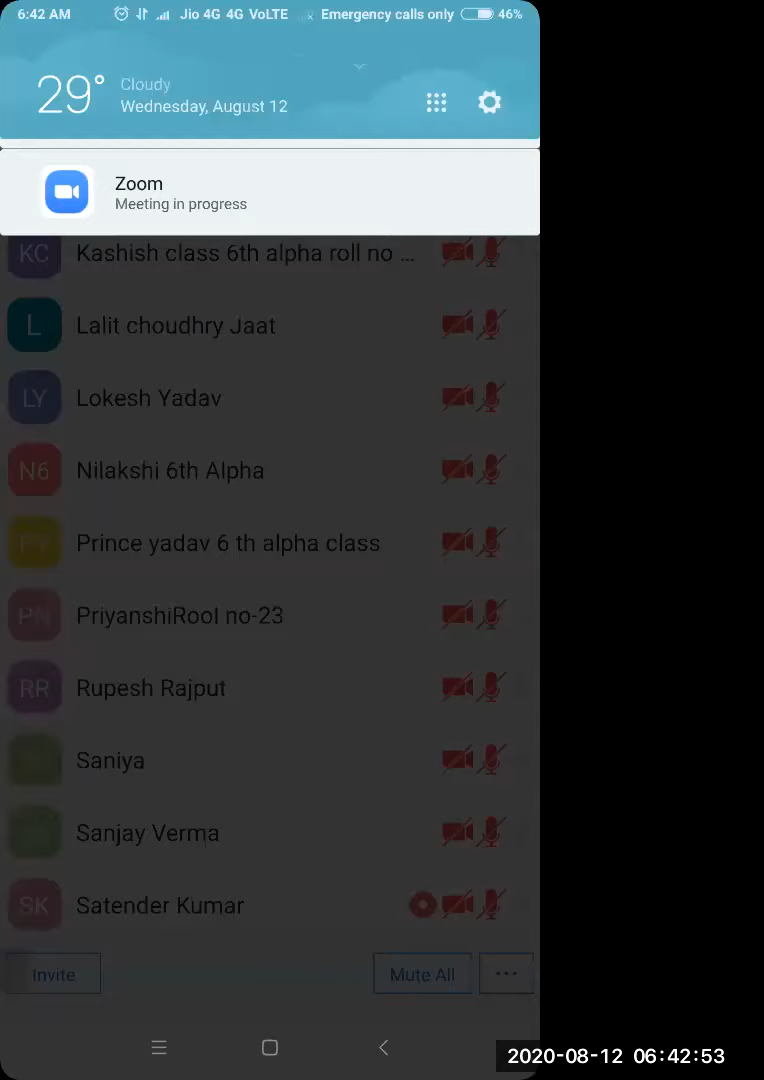 6:42 AM Jio 4G 4G VoLTE Emergency calls only 46%
29° Cloudy
Wednesday, August 12
Zoom
Meeting in progress
KC Kashish class 6th alpha roll no ...
L Lalit choudhry Jaat
LY Lokesh Yadav
N6 Nilakshi 6th Alpha
Prince yadav 6 th alpha class
PN PriyanshiRool no-23
RR Rupesh Rajput
Saniya
Sanjay Verma
SK Satender Kumar
Invite Mute All ...
2020-08-12 06:42:53